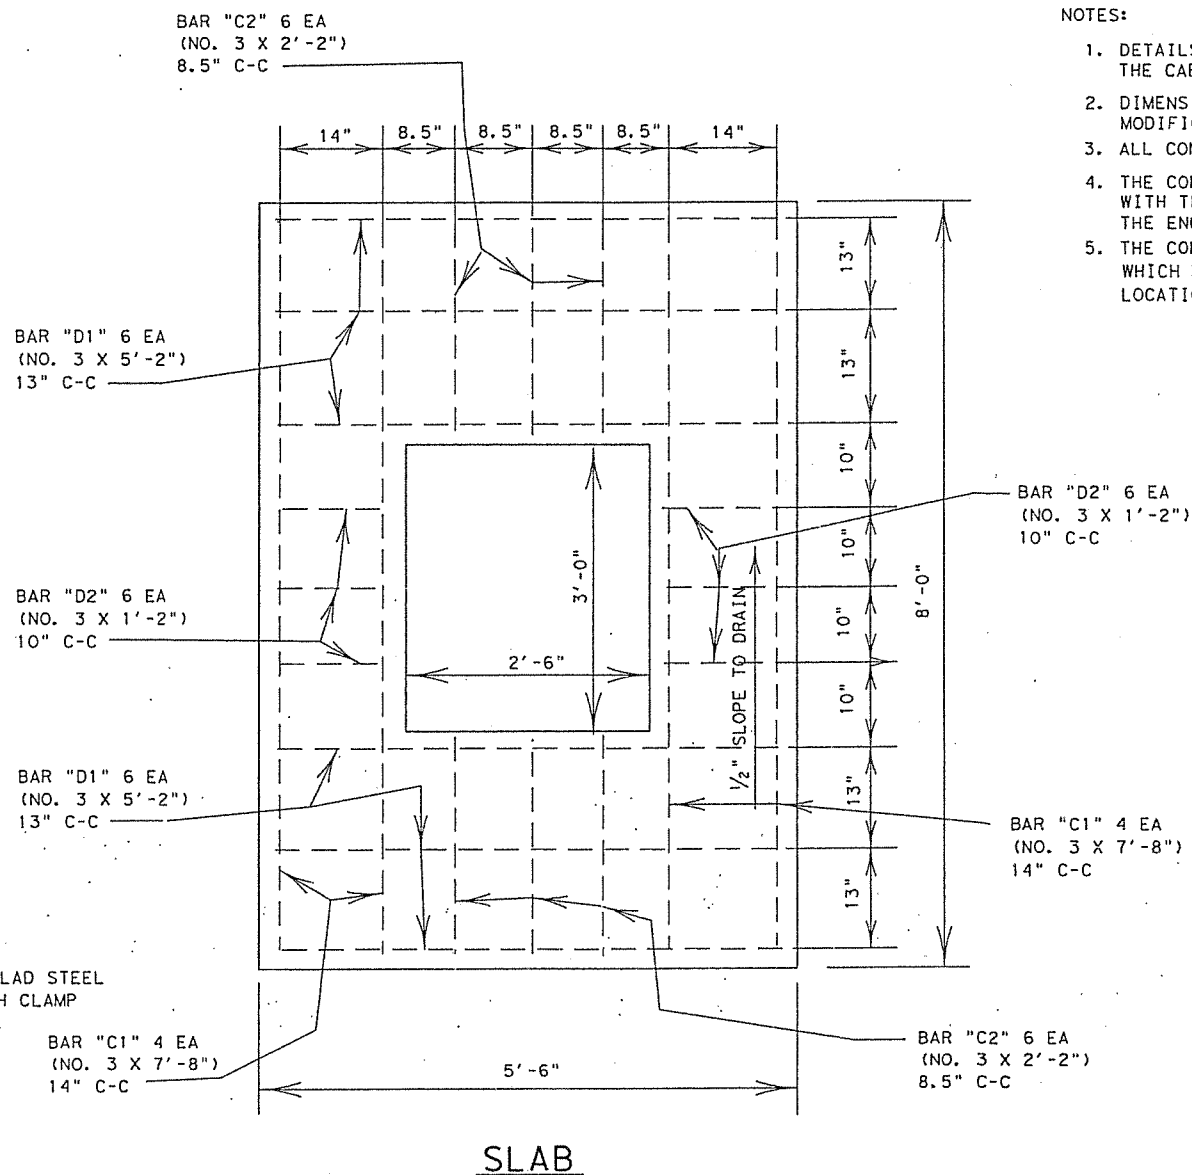 BAR "C2" 6 EA
(NO. 3 X 2'-2")
8.5" C-C
NOTES:
1. DETAILS
THE CA
2. DIMENS
MODIFI
3. ALL CO
4. THE CO
WITH T
THE EN
5. THE CO
WHICH
LOCATI
14" 8.5" 8.5" 8.5" 8.5" 14"
13"
13"
10"
10"
10"
10"
13"
13"
8'-0"
BAR "D1" 6 EA
(NO. 3 X 5'-2")
13" C-C
BAR "D2" 6 EA
(NO. 3 X 1'-2")
10" C-C
BAR "D2" 6 EA
(NO. 3 X 1'-2")
10" C-C
3'-0"
2'-6"
1/2" SLOPE TO DRAIN
BAR "D1" 6 EA
(NO. 3 X 5'-2")
13" C-C
BAR "C1" 4 EA
(NO. 3 X 7'-8")
14" C-C
LAD STEEL
H CLAMP
BAR "C1" 4 EA
(NO. 3 X 7'-8")
14" C-C
BAR "C2" 6 EA
(NO. 3 X 2'-2")
8.5" C-C
5'-6"
SLAB